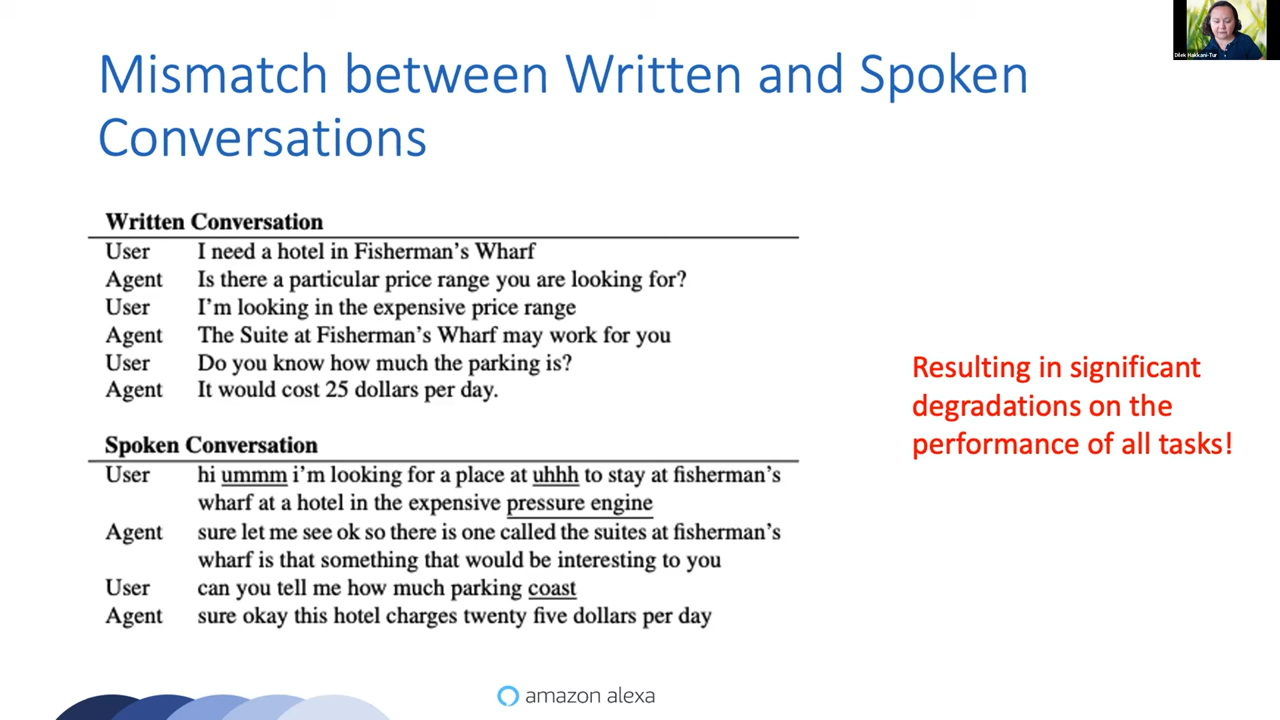 Dilek Hakkani-Tur
Mismatch between Written and Spoken
Conversations
Written Conversation
User I need a hotel in Fisherman's Wharf
Agent Is there a particular price range you are looking for?
User I'm looking in the expensive price range
Agent The Suite at Fisherman's Wharf may work for you
User Do you know how much the parking is?
Agent It would cost 25 dollars per day.
Spoken Conversation
User hi ummm i'm looking for a place at uhhh to stay at fisherman's
wharf at a hotel in the expensive pressure engine
Agent sure let me see ok so there is one called the suites at fisherman's
wharf is that something that would be interesting to you
User can you tell me how much parking coast
Agent sure okay this hotel charges twenty five dollars per day
Resulting in significant
degradations on the
performance of all tasks!
amazon alexa